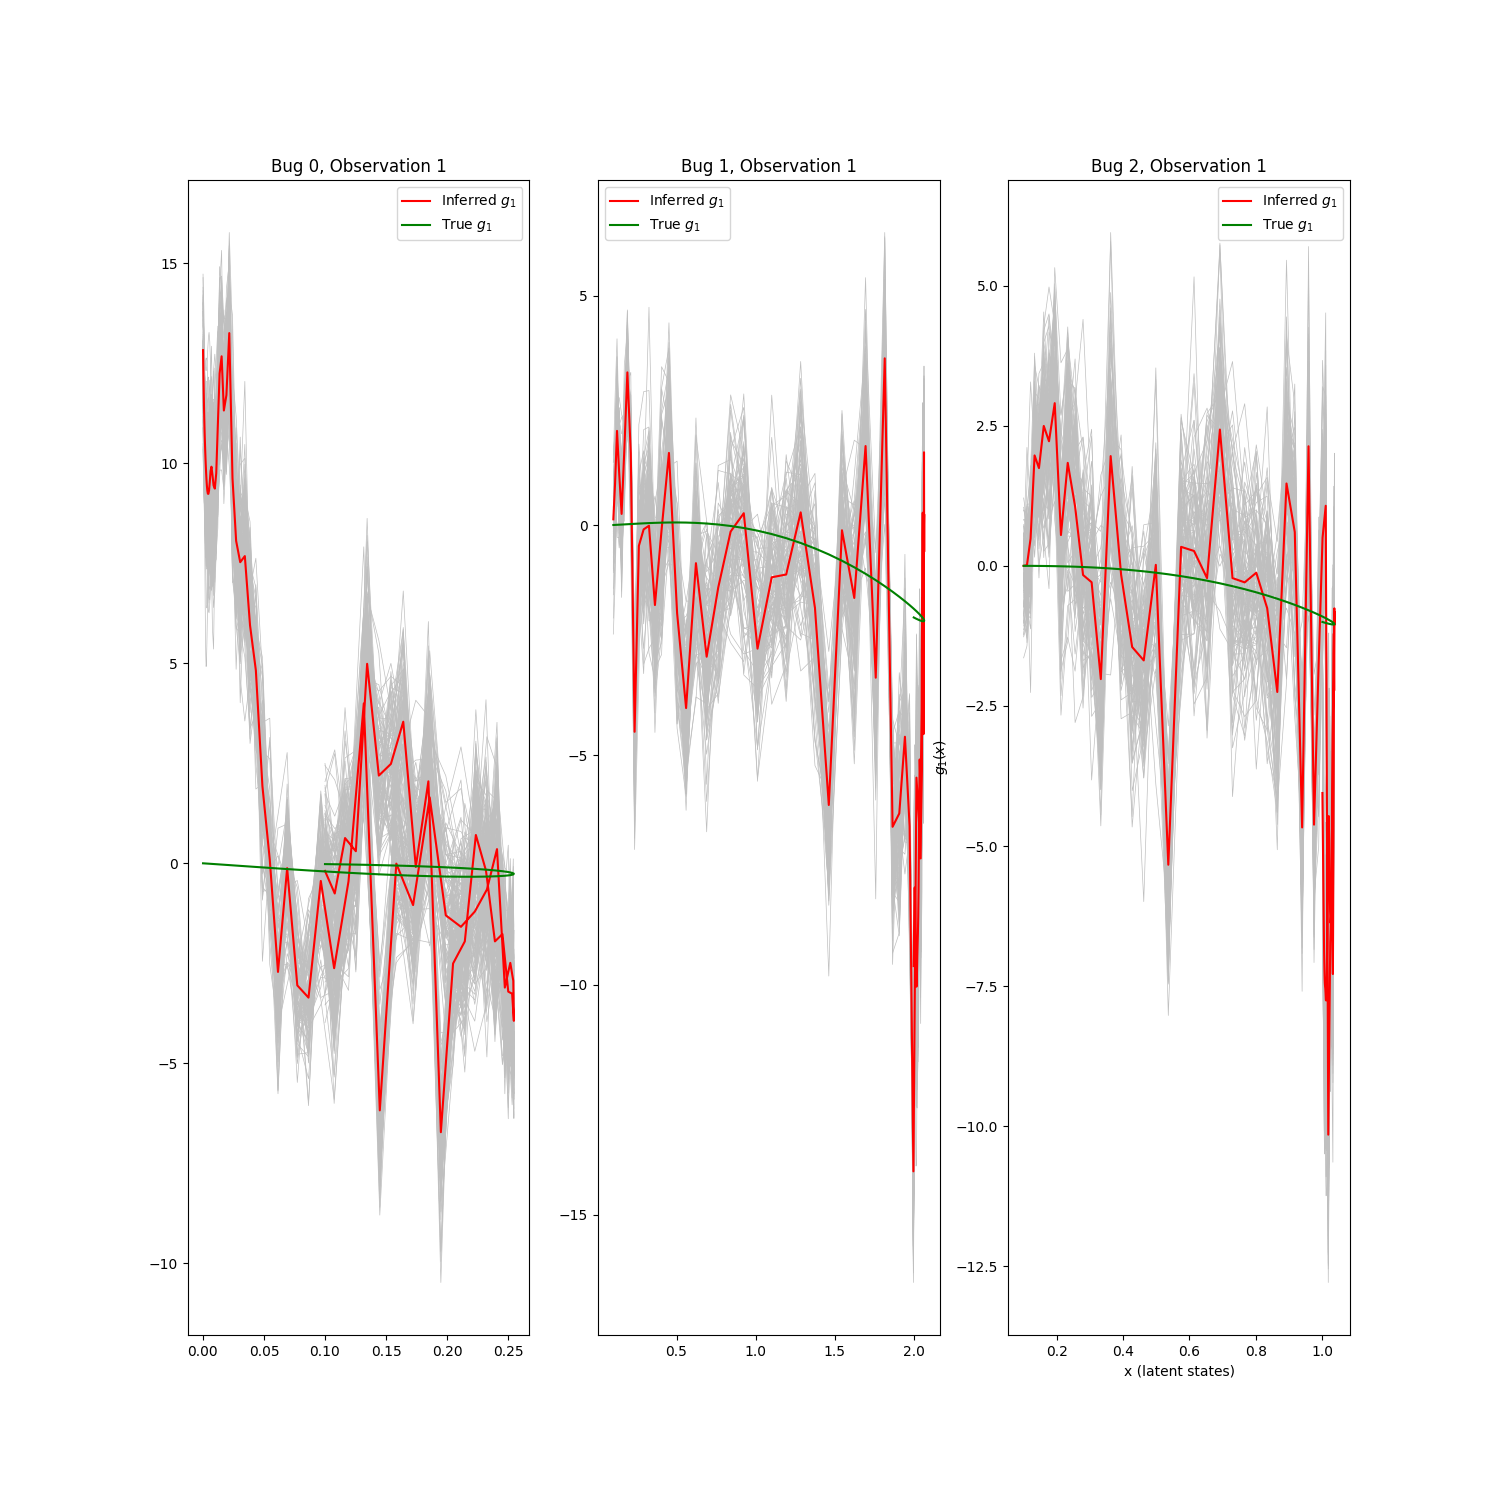 Bug 0, Observation 1
Inferred g₁
True g₁
15
10
5
0
−5
−10
0.00 0.05 0.10 0.15 0.20 0.25
Bug 1, Observation 1
Inferred g₁
True g₁
5
0
−5
−10
−15
0.5 1.0 1.5 2.0
Bug 2, Observation 1
Inferred g₁
True g₁
g₁(x)
5.0
2.5
0.0
−2.5
−5.0
−7.5
−10.0
−12.5
0.2 0.4 0.6 0.8 1.0
x (latent states)